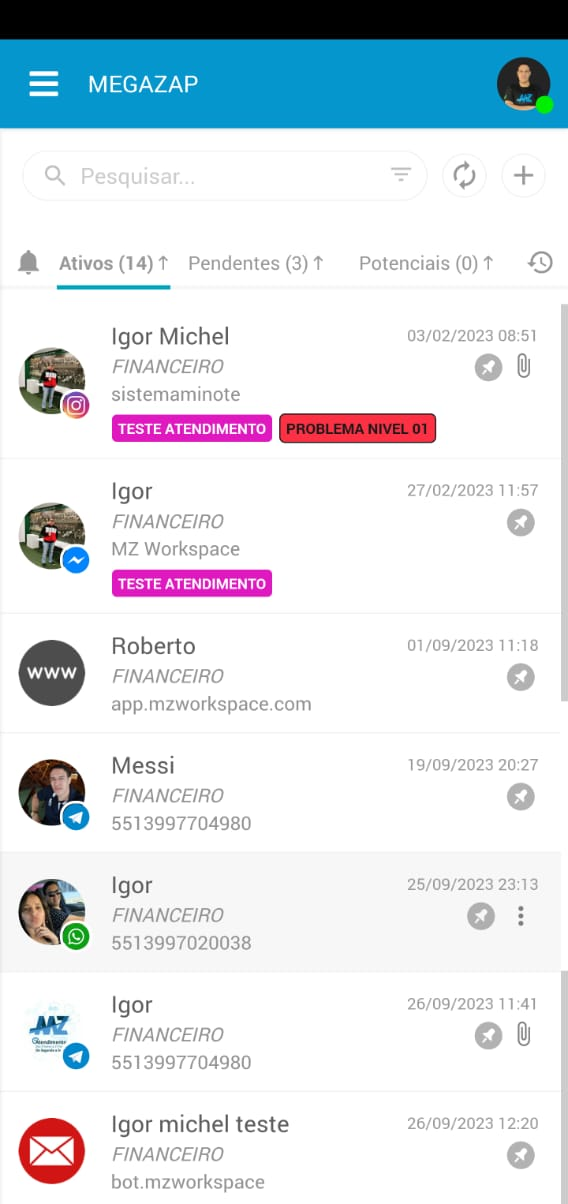 MEGAZAP
Pesquisar...
Ativos (14) ↑ Pendentes (3) ↑ Potenciais (0) ↑
Igor Michel 03/02/2023 08:51
FINANCEIRO
sistemaminote
TESTE ATENDIMENTO PROBLEMA NIVEL 01
Igor 27/02/2023 11:57
FINANCEIRO
MZ Workspace
TESTE ATENDIMENTO
Roberto 01/09/2023 11:18
WWW FINANCEIRO
app.mzworkspace.com
Messi 19/09/2023 20:27
FINANCEIRO
5513997704980
Igor 25/09/2023 23:13
FINANCEIRO
5513997020038
Igor 26/09/2023 11:41
MZ FINANCEIRO
5513997704980
Igor michel teste 26/09/2023 12:20
FINANCEIRO
bot.mzworkspace